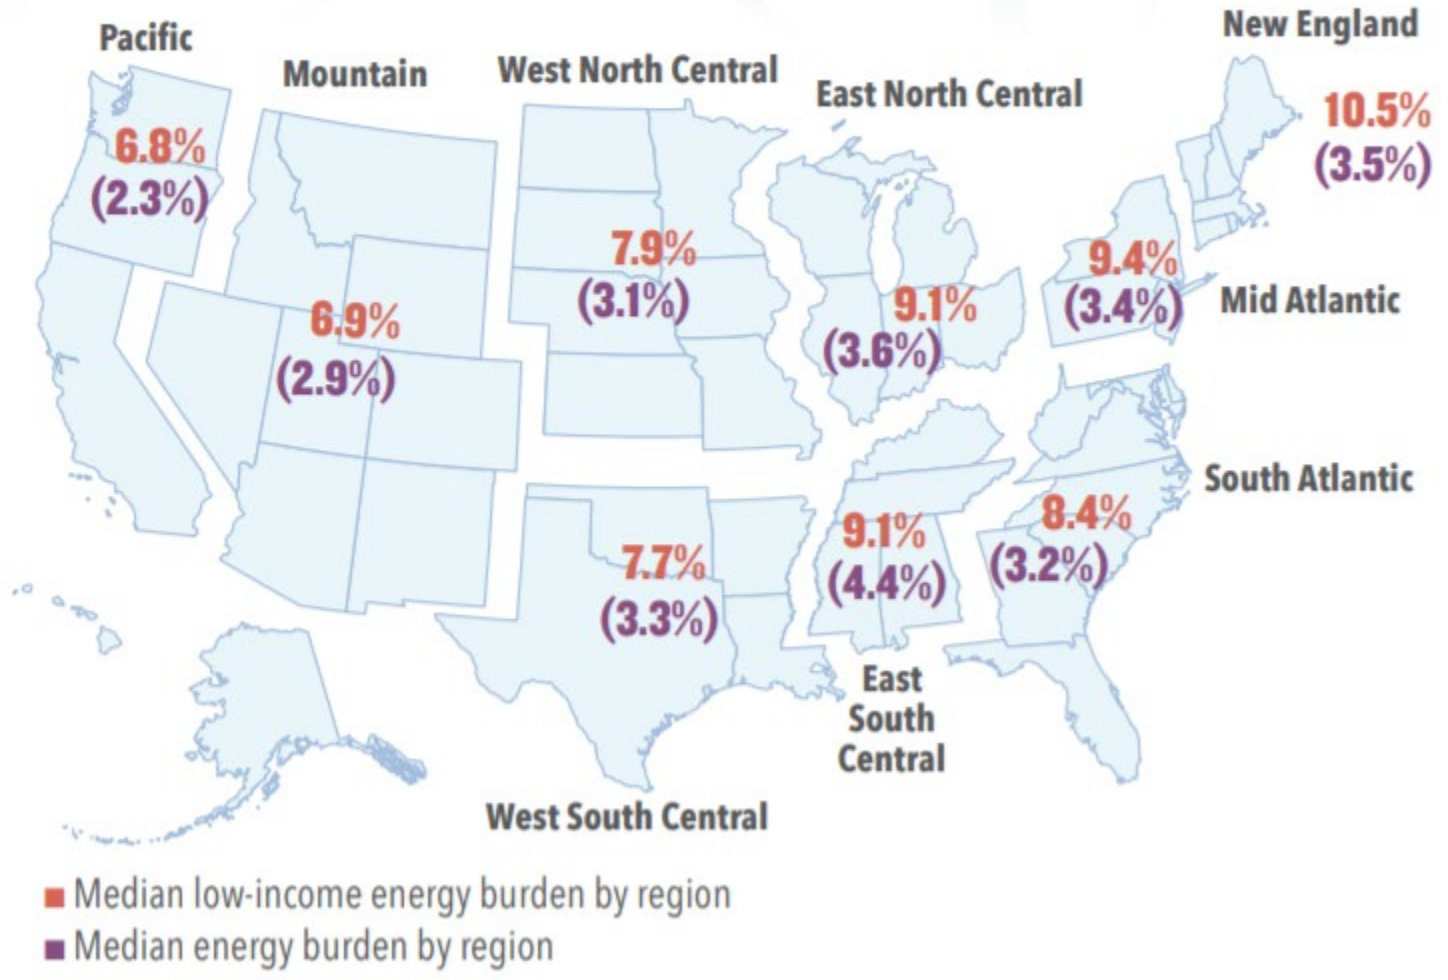 Pacific
6.8%
(2.3%)
Mountain
6.9%
(2.9%)
West North Central
7.9%
(3.1%)
East North Central
9.1%
(3.6%)
New England
10.5%
(3.5%)
9.4%
(3.4%)
Mid Atlantic
South Atlantic
8.4%
(3.2%)
9.1%
(4.4%)
East
South
Central
7.7%
(3.3%)
West South Central
Median low-income energy burden by region
Median energy burden by region